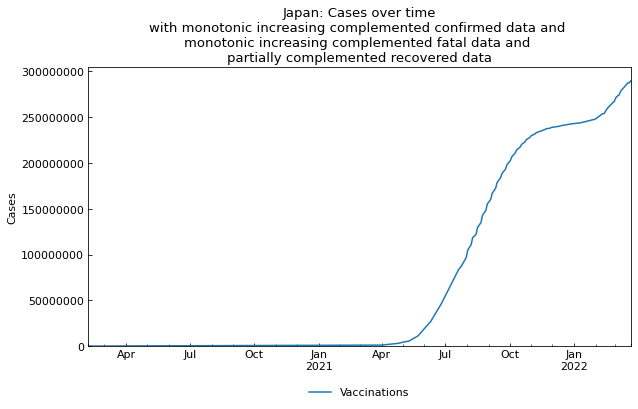 Japan: Cases over time
with monotonic increasing complemented confirmed data and
monotonic increasing complemented fatal data and
partially complemented recovered data
300000000
250000000
200000000
150000000
100000000
50000000
0
Cases
Apr Jul Oct Jan Apr Jul Oct Jan
2021 2022
Vaccinations